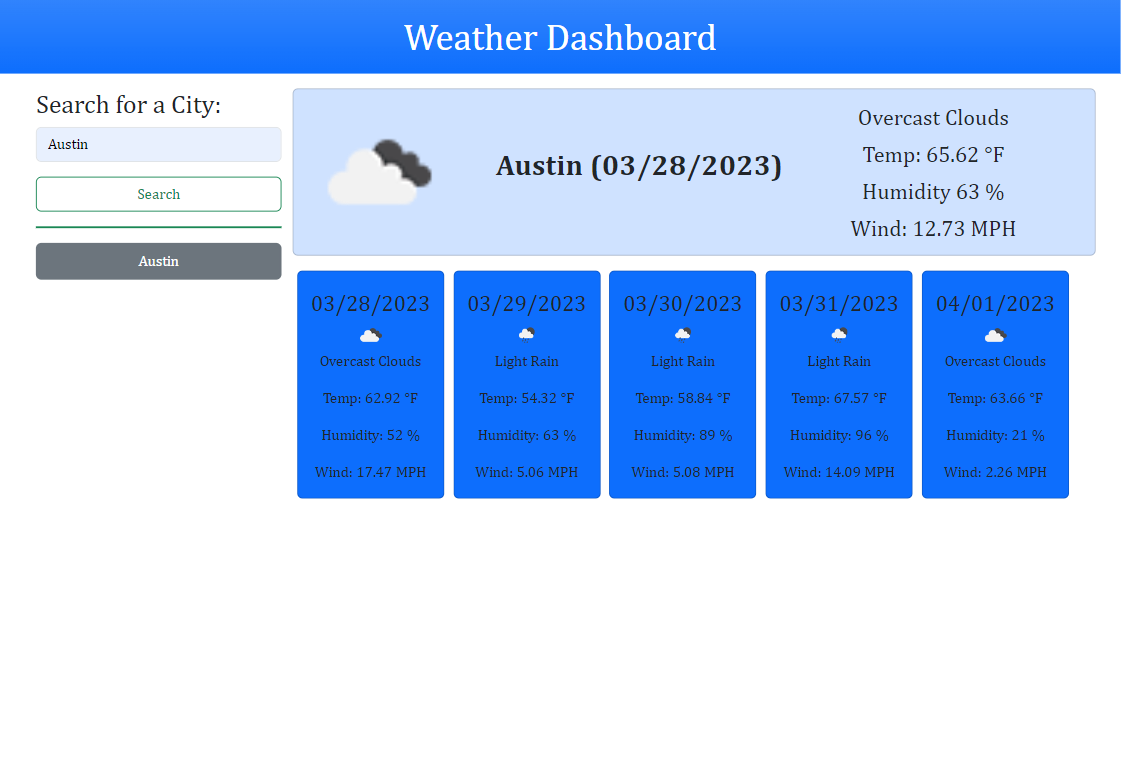 Weather Dashboard
Search for a City:
Austin
Search
Austin
Austin (03/28/2023)
Overcast Clouds
Temp: 65.62 °F
Humidity 63 %
Wind: 12.73 MPH
03/28/2023
Overcast Clouds
Temp: 62.92 °F
Humidity: 52 %
Wind: 17.47 MPH
03/29/2023
Light Rain
Temp: 54.32 °F
Humidity: 63 %
Wind: 5.06 MPH
03/30/2023
Light Rain
Temp: 58.84 °F
Humidity: 89 %
Wind: 5.08 MPH
03/31/2023
Light Rain
Temp: 67.57 °F
Humidity: 96 %
Wind: 14.09 MPH
04/01/2023
Overcast Clouds
Temp: 63.66 °F
Humidity: 21 %
Wind: 2.26 MPH